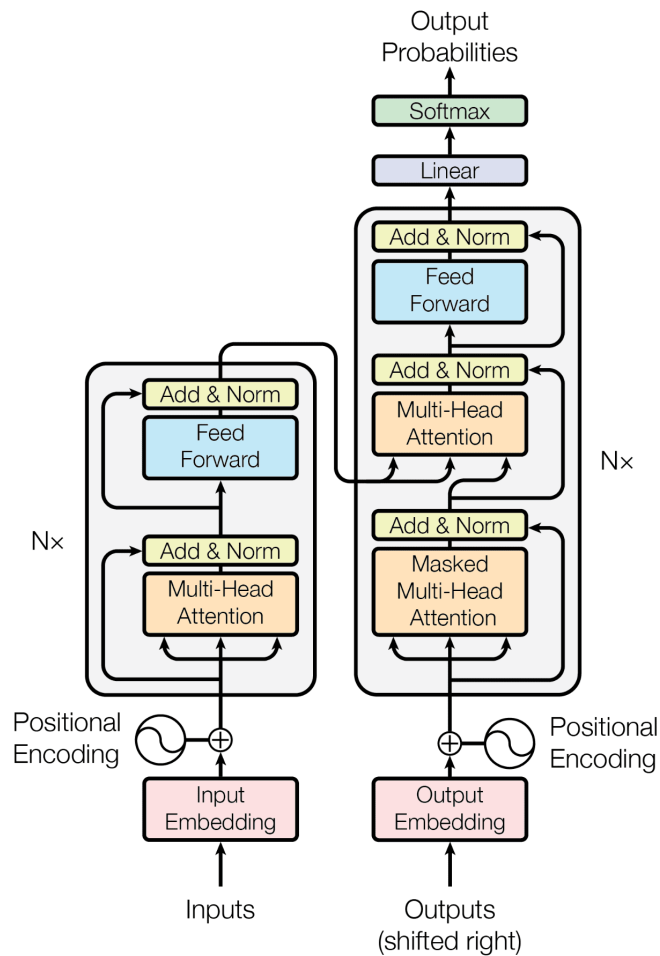 Output
Probabilities
Softmax
Linear
Add & Norm
Feed
Forward
Add & Norm
Multi-Head
Attention
Add & Norm
Masked
Multi-Head
Attention
N×
Positional
Encoding
Output
Embedding
Outputs
(shifted right)
Add & Norm
Feed
Forward
Add & Norm
Multi-Head
Attention
N×
Positional
Encoding
Input
Embedding
Inputs